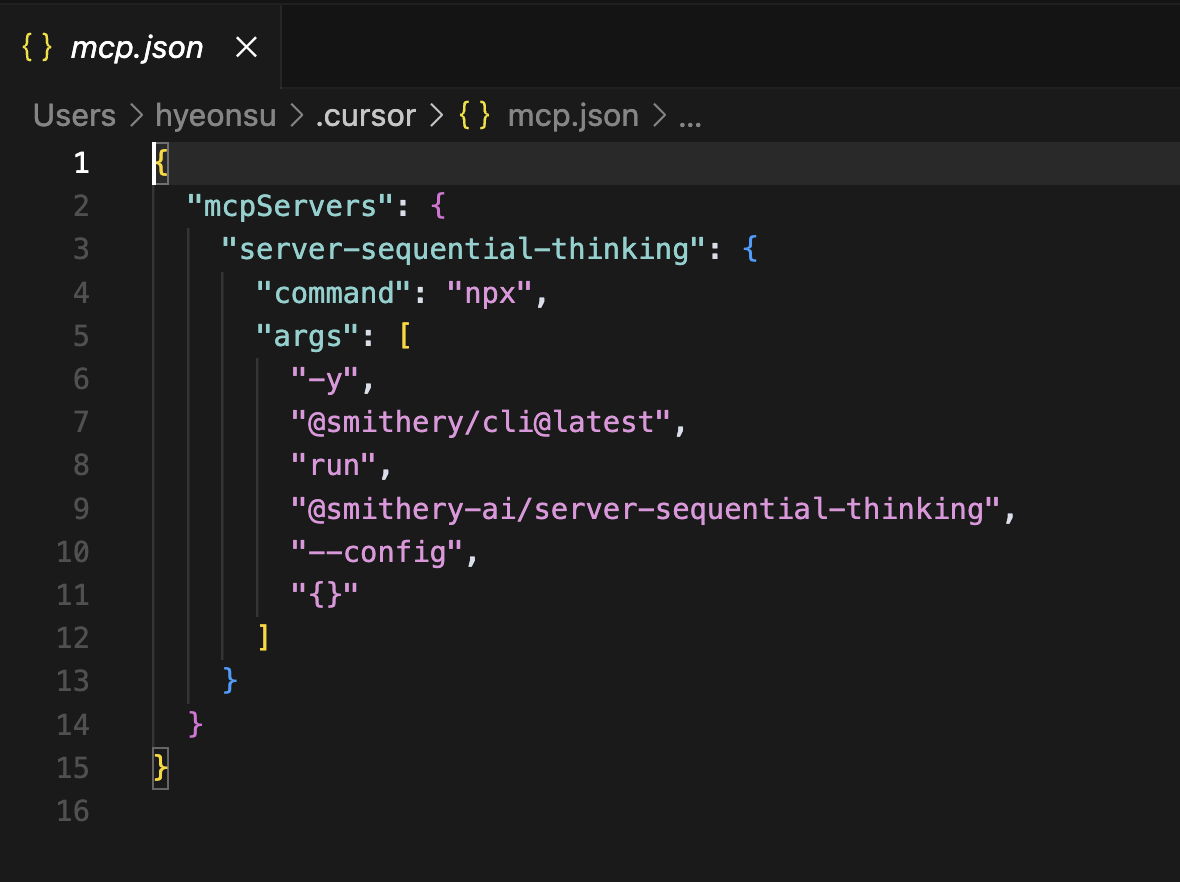 { } mcp.json ×
Users > hyeonsu > .cursor > { } mcp.json > ...
1 {
2   "mcpServers": {
3     "server-sequential-thinking": {
4       "command": "npx",
5       "args": [
6         "-y",
7         "@smithery/cli@latest",
8         "run",
9         "@smithery-ai/server-sequential-thinking",
10         "--config",
11         "{}"
12       ]
13     }
14   }
15 }
16